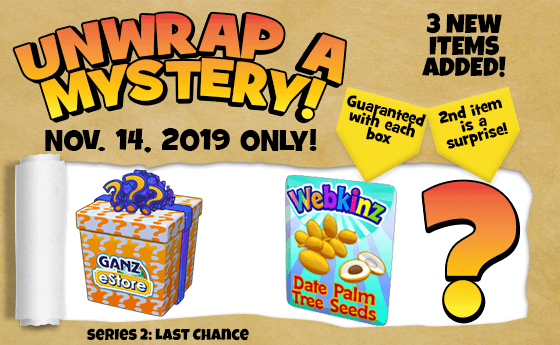 UNWRAP A
MYSTERY!
NOV. 14, 2019 ONLY!
3 NEW
ITEMS
ADDED!
Guaranteed
with each
box
2nd item
is a
surprise!
GANZ
eStore
Webkinz
Date Palm
Tree Seeds
?
SERIES 2: LAST CHANCE